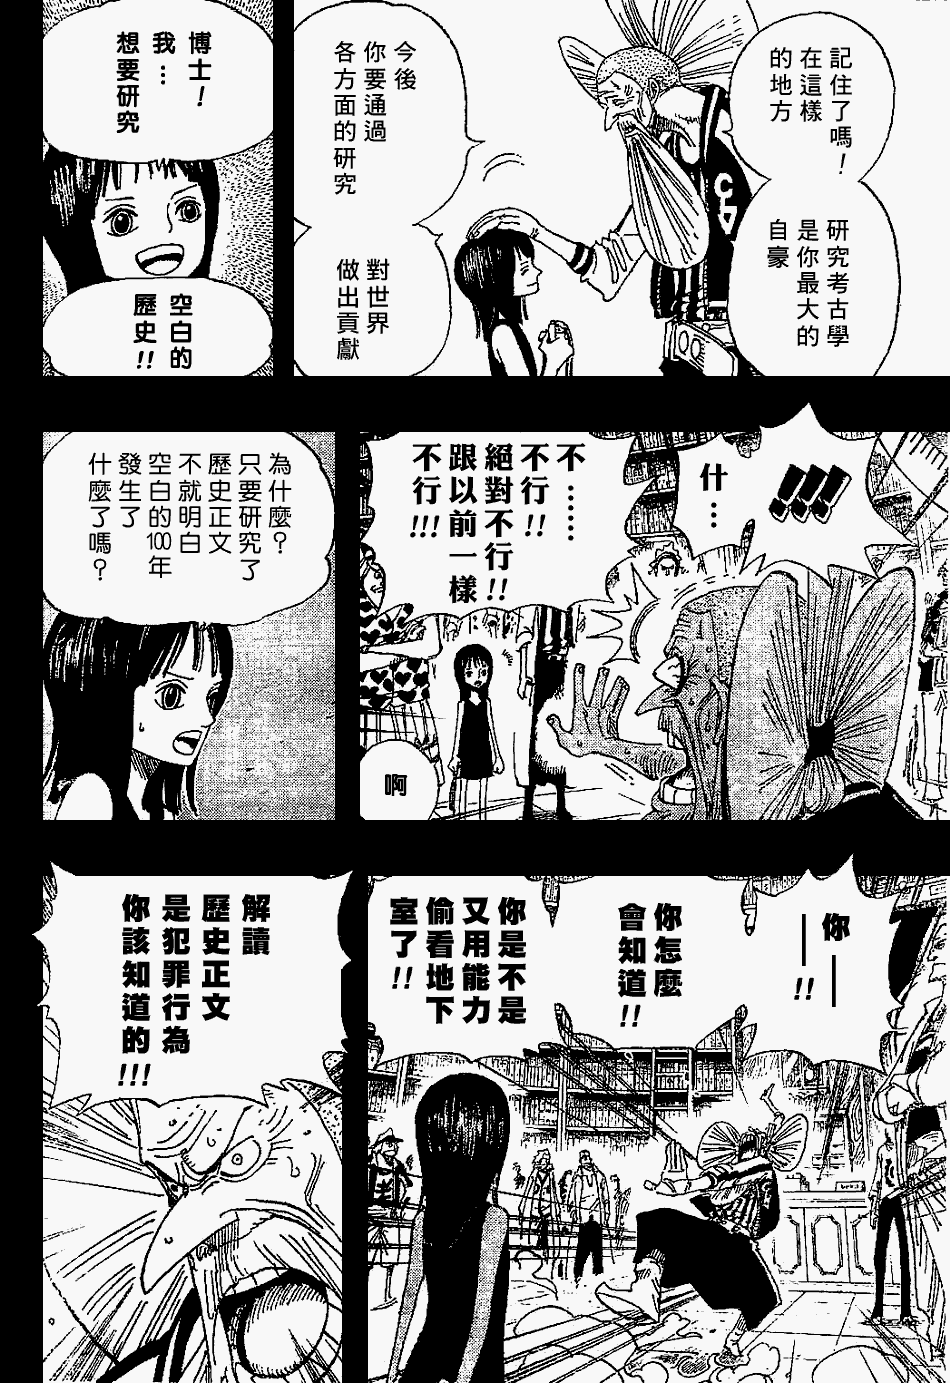 記住了嗎！
在這樣
的地方
研究考古學
是你最大的
自豪
今後
你要通過
各方面的研究
對世界
做出貢獻
博士！
我…
想要研究
空白的
歷史!!
!!!
什…
不……
不行!!
絕對不行!!
跟以前一樣
不行!!!
啊
為什麼?
只要研究了
歷史正文
不就明白
空白的100年
發生了
什麼了嗎?
你——
——!!
你怎麼
會知道!!
你是不是
又用能力
偷看地下
室了!!
解讀
歷史正文
是犯罪行為
你該知道的
!!!